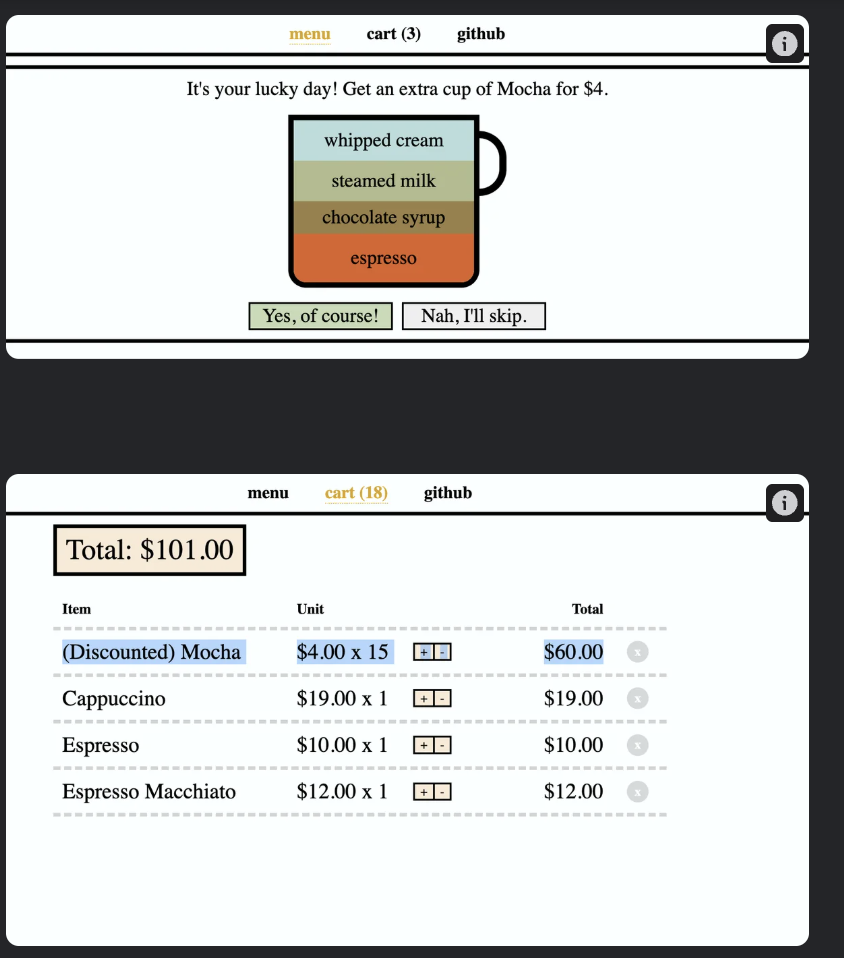 menu cart (3) github
i
It's your lucky day! Get an extra cup of Mocha for $4.
whipped cream
steamed milk
chocolate syrup
espresso
Yes, of course! Nah, I'll skip.
menu cart (18) github
i
Total: $101.00
Item Unit Total
(Discounted) Mocha $4.00 x 15 + - $60.00 x
Cappuccino $19.00 x 1 + - $19.00 x
Espresso $10.00 x 1 + - $10.00 x
Espresso Macchiato $12.00 x 1 + - $12.00 x